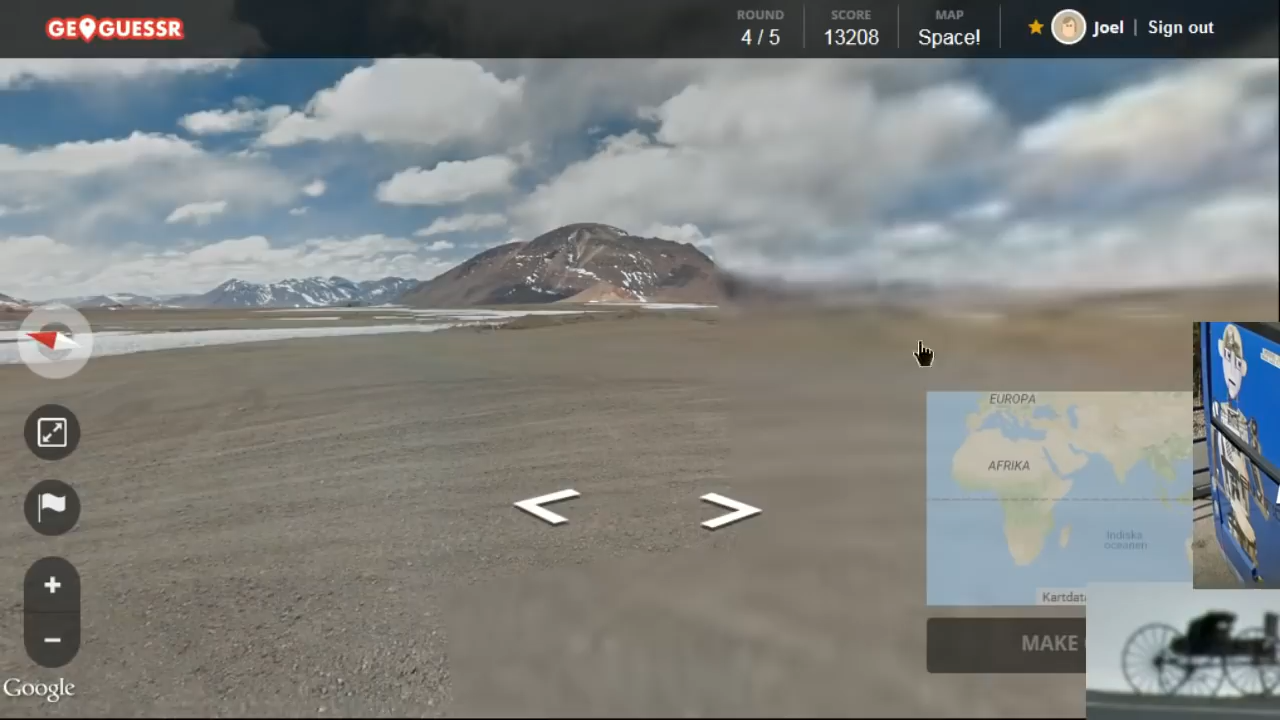 GEOGUESSR
ROUND
4 / 5
SCORE
13208
MAP
Space!
Joel | Sign out
EUROPA
AFRIKA
Indiska
oceanen
Kartdata
MAKE
Google